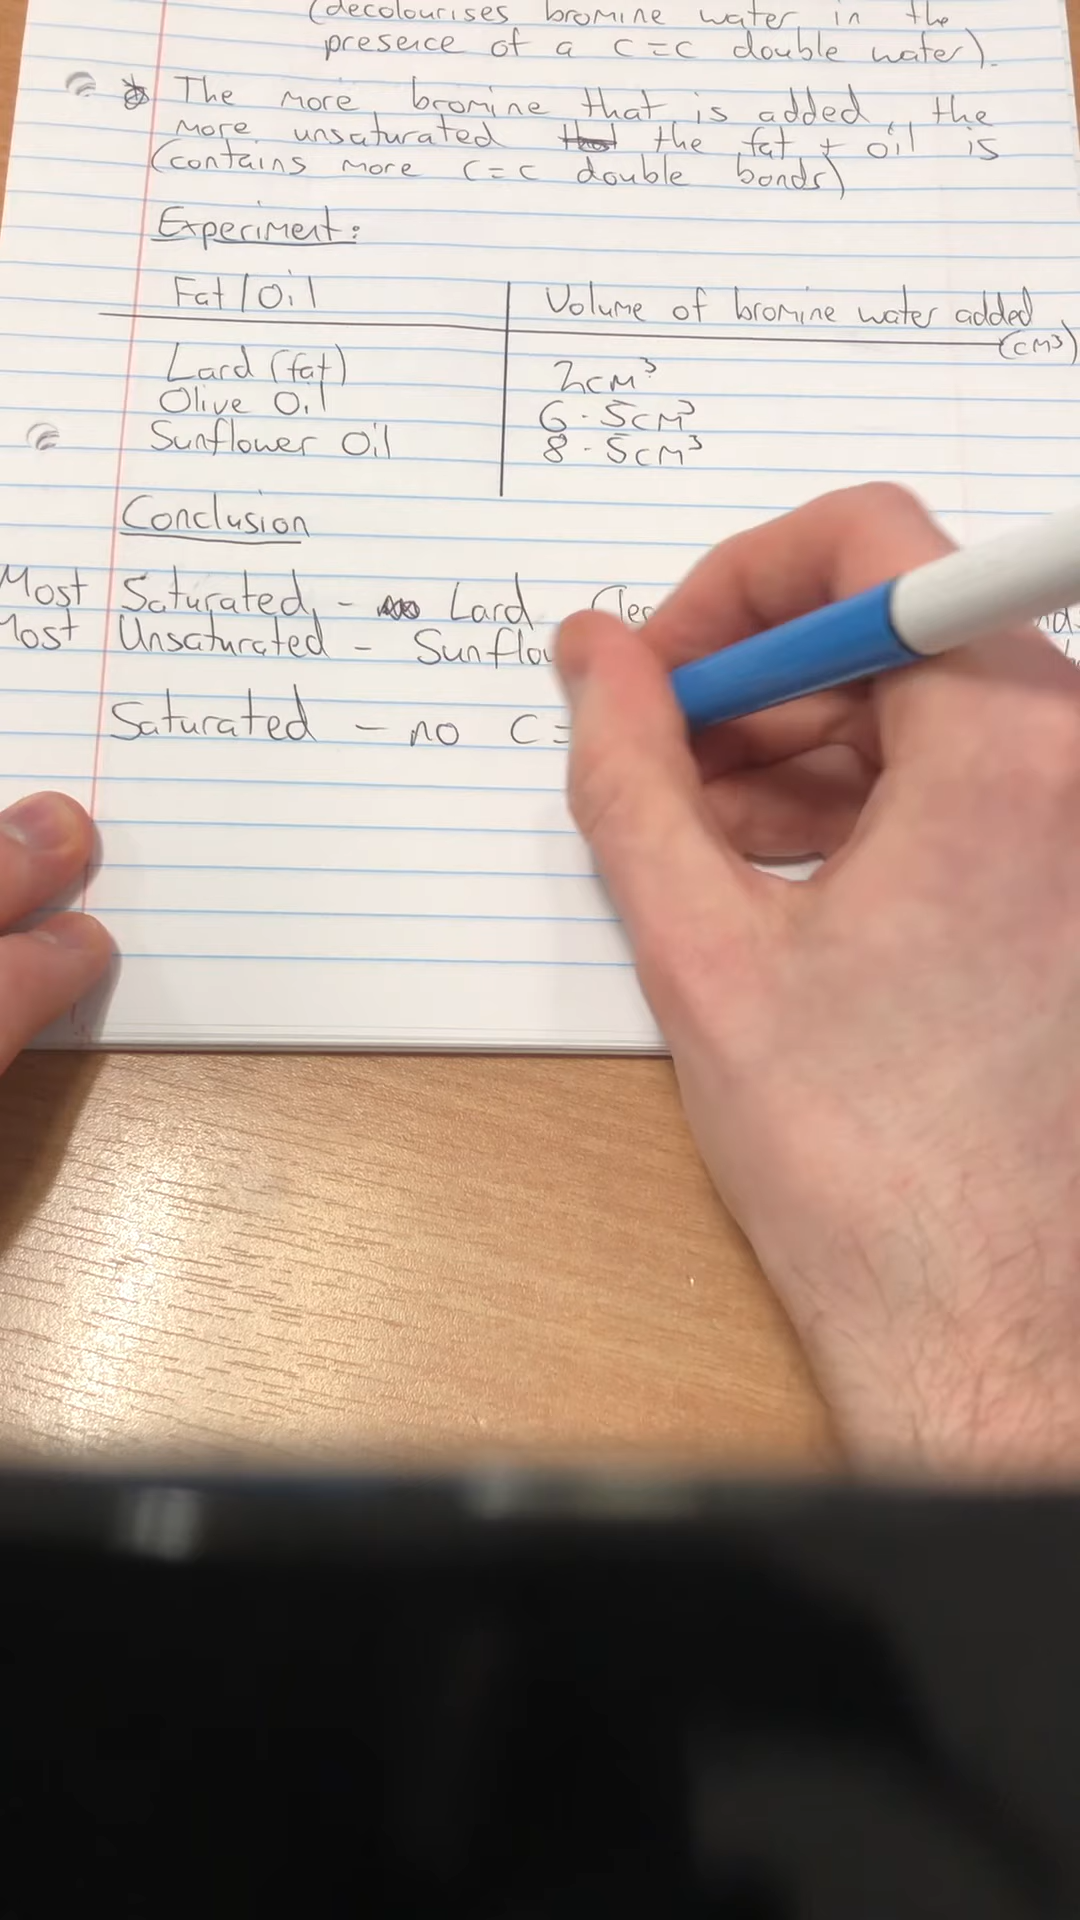 (decolourises bromine water in the
presence of a C=C double water).
* The more bromine that is added, the
more unsaturated the fat + oil is
(contains more C=C double bonds)
Experiment:
Fat/Oil Volume of bromine water added
(cm³)
Lard (fat) 2cm³
Olive Oil 6.5cm³
Sunflower Oil 8.5cm³
Conclusion
Most Saturated - Lard
Most Unsaturated -
Saturated - no C=